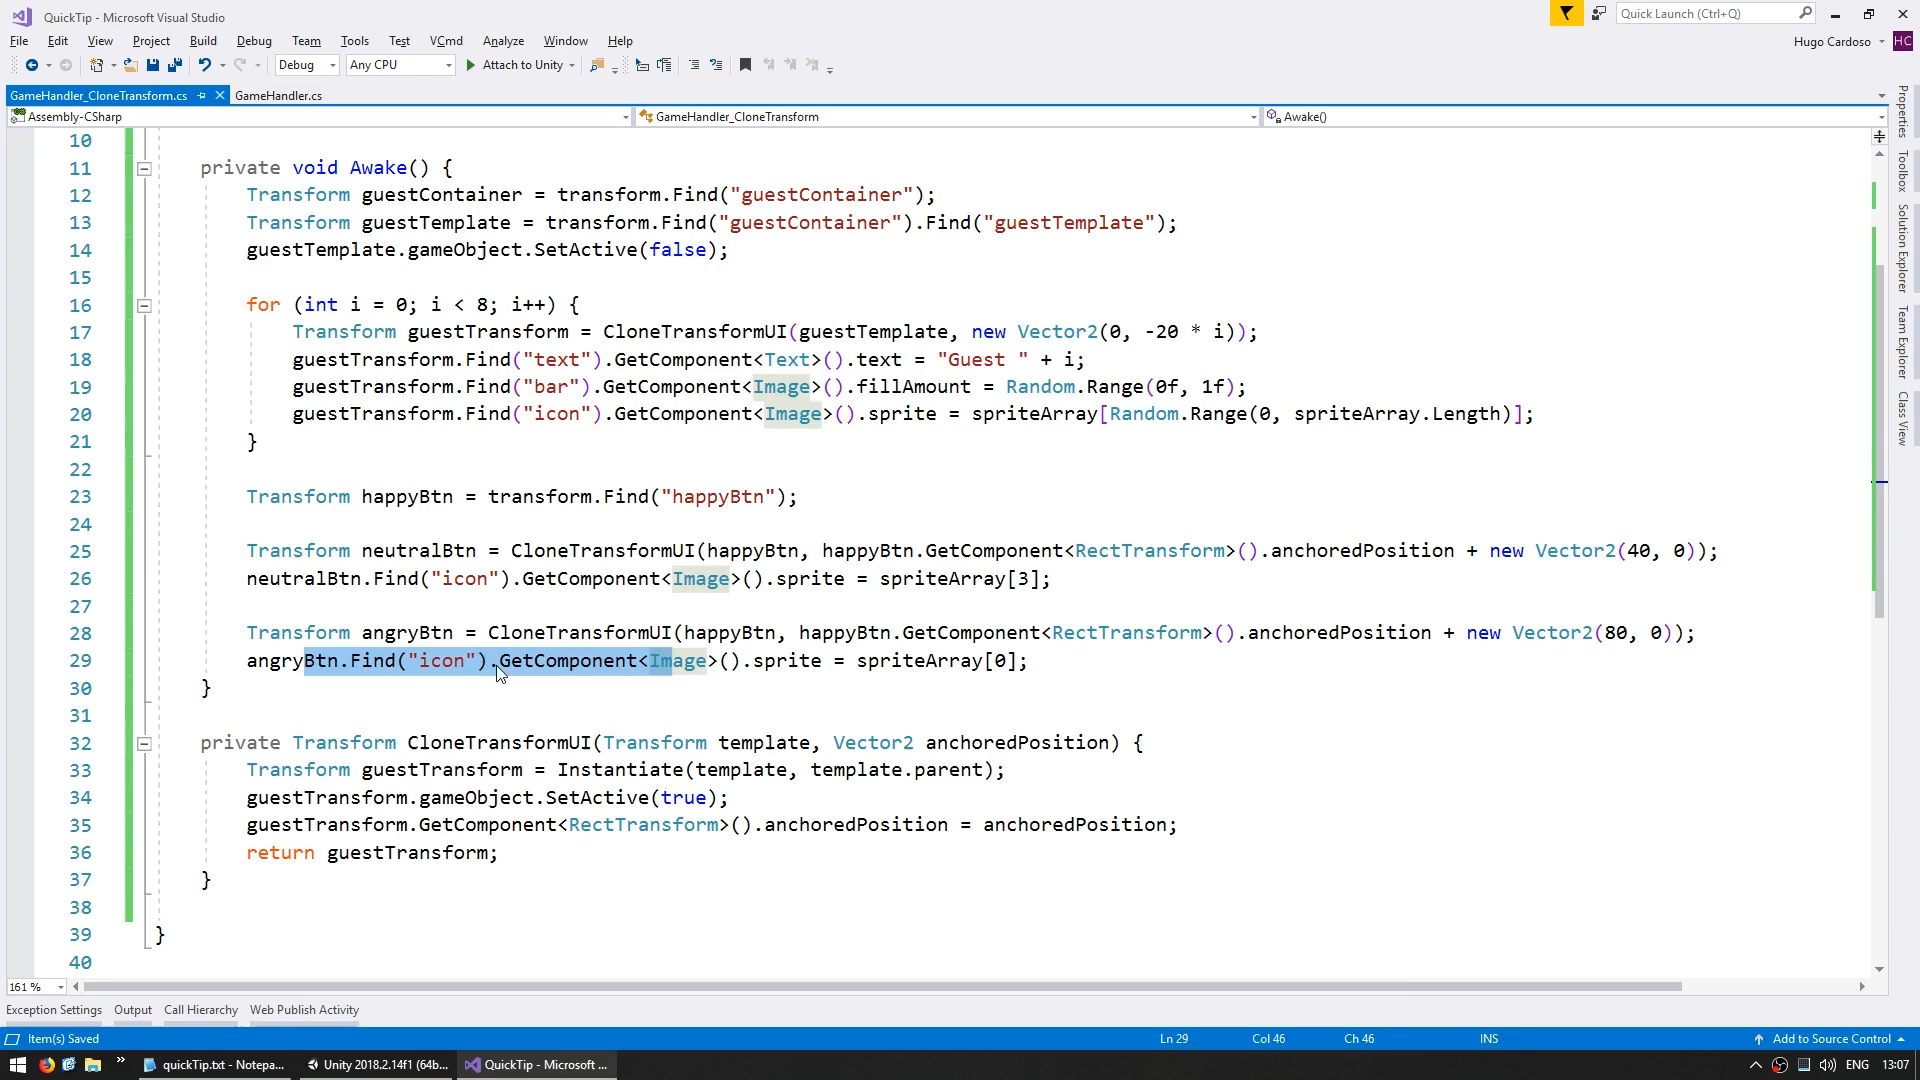 QuickTip - Microsoft Visual Studio
Quick Launch (Ctrl+Q)
File Edit View Project Build Debug Team Tools Test VCmd Analyze Window Help
Hugo Cardoso HC
Debug Any CPU Attach to Unity
GameHandler_CloneTransform.cs GameHandler.cs
Assembly-CSharp GameHandler_CloneTransform Awake()
10
11 private void Awake() {
12 Transform guestContainer = transform.Find("guestContainer");
13 Transform guestTemplate = transform.Find("guestContainer").Find("guestTemplate");
14 guestTemplate.gameObject.SetActive(false);
15
16 for (int i = 0; i < 8; i++) {
17 Transform guestTransform = CloneTransformUI(guestTemplate, new Vector2(0, -20 * i));
18 guestTransform.Find("text").GetComponent<Text>().text = "Guest " + i;
19 guestTransform.Find("bar").GetComponent<Image>().fillAmount = Random.Range(0f, 1f);
20 guestTransform.Find("icon").GetComponent<Image>().sprite = spriteArray[Random.Range(0, spriteArray.Length)];
21 }
22
23 Transform happyBtn = transform.Find("happyBtn");
24
25 Transform neutralBtn = CloneTransformUI(happyBtn, happyBtn.GetComponent<RectTransform>().anchoredPosition + new Vector2(40, 0));
26 neutralBtn.Find("icon").GetComponent<Image>().sprite = spriteArray[3];
27
28 Transform angryBtn = CloneTransformUI(happyBtn, happyBtn.GetComponent<RectTransform>().anchoredPosition + new Vector2(80, 0));
29 angryBtn.Find("icon").GetComponent<Image>().sprite = spriteArray[0];
30 }
31
32 private Transform CloneTransformUI(Transform template, Vector2 anchoredPosition) {
33 Transform guestTransform = Instantiate(template, template.parent);
34 guestTransform.gameObject.SetActive(true);
35 guestTransform.GetComponent<RectTransform>().anchoredPosition = anchoredPosition;
36 return guestTransform;
37 }
38
39 }
40
Properties
Toolbox
Solution Explorer
Team Explorer
Class View
161 %
Exception Settings Output Call Hierarchy Web Publish Activity
Item(s) Saved Ln 29 Col 46 Ch 46 INS Add to Source Control
quickTip.txt - Notepa... Unity 2018.2.14f1 (64b... QuickTip - Microsoft ... ENG 13:07